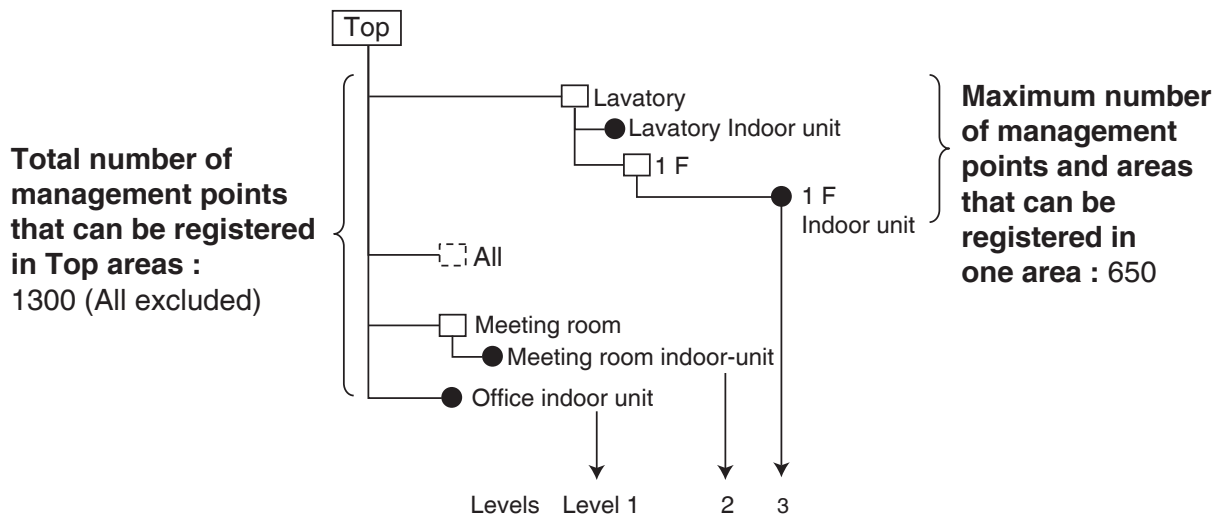 Top
Lavatory
Lavatory Indoor unit
1 F
1 F
Indoor unit
All
Meeting room
Meeting room indoor-unit
Office indoor unit
Total number of
management points
that can be registered
in Top areas :
1300 (All excluded)
Maximum number
of management
points and areas
that can be
registered in
one area : 650
Levels Level 1 2 3